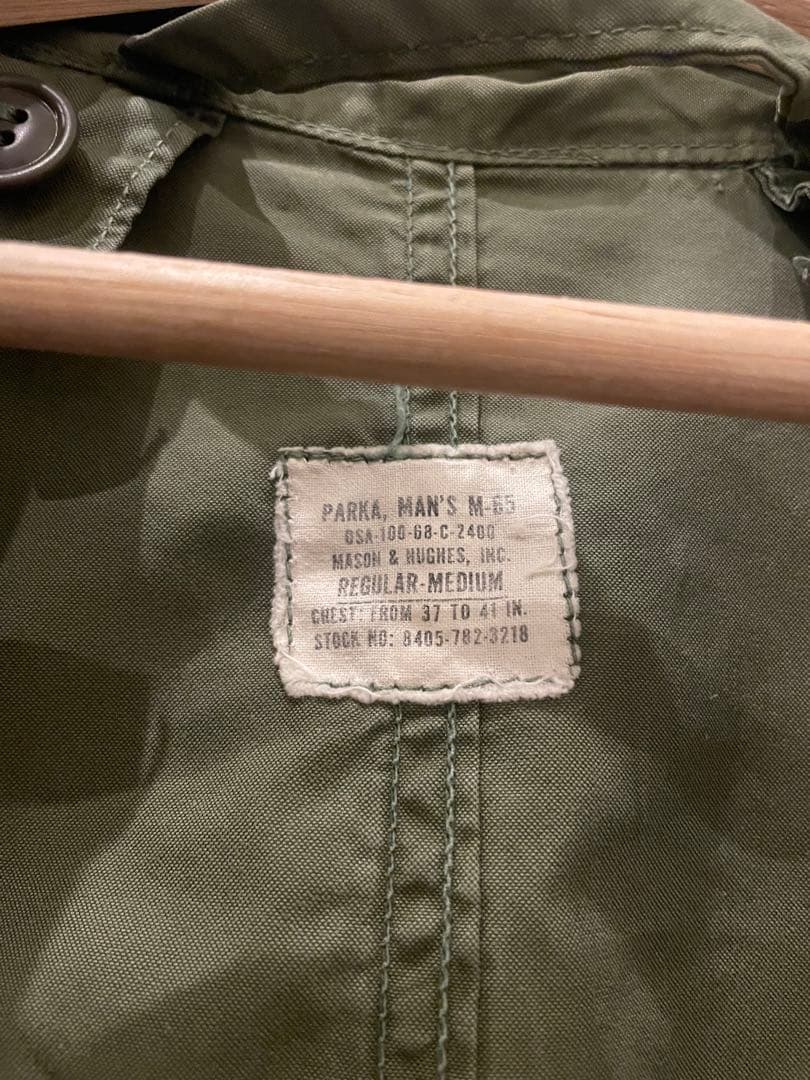 PARKA, MAN'S M-65
DSA-100-68-C-2400
MASON & HUGHES, INC.
REGULAR-MEDIUM
CHEST: FROM 37 TO 41 IN.
STOCK NO: 8405-782-3218